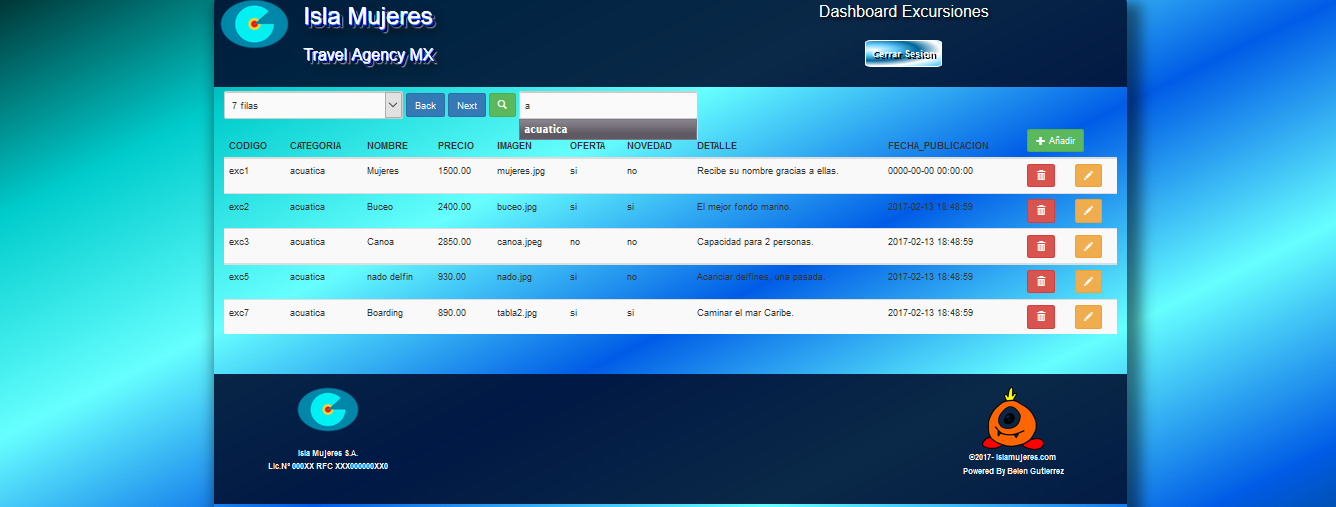 Isla Mujeres
Travel Agency MX
Dashboard Excursiones
Cerrar Sesion
7 filas Back Next a
acuatica
CODIGO CATEGORIA NOMBRE PRECIO IMAGEN OFERTA NOVEDAD DETALLE FECHA_PUBLICACION Añadir
exc1 acuatica Mujeres 1500.00 mujeres.jpg si no Recibe su nombre gracias a ellas. 0000-00-00 00:00:00
exc2 acuatica Buceo 2400.00 buceo.jpg si si El mejor fondo marino. 2017-02-13 18:48:59
exc3 acuatica Canoa 2850.00 canoa.jpeg no no Capacidad para 2 personas. 2017-02-13 18:48:59
exc5 acuatica nado delfin 930.00 nado.jpg si no Acariciar delfines, una pasada. 2017-02-13 18:48:59
exc7 acuatica Boarding 890.00 tabla2.jpg si si Caminar el mar Caribe. 2017-02-13 18:48:59
Isla Mujeres S.A.
Lic.Nº 000XX RFC XXX000000XX0
©2017- islamujeres.com
Powered By Belen Gutierrez